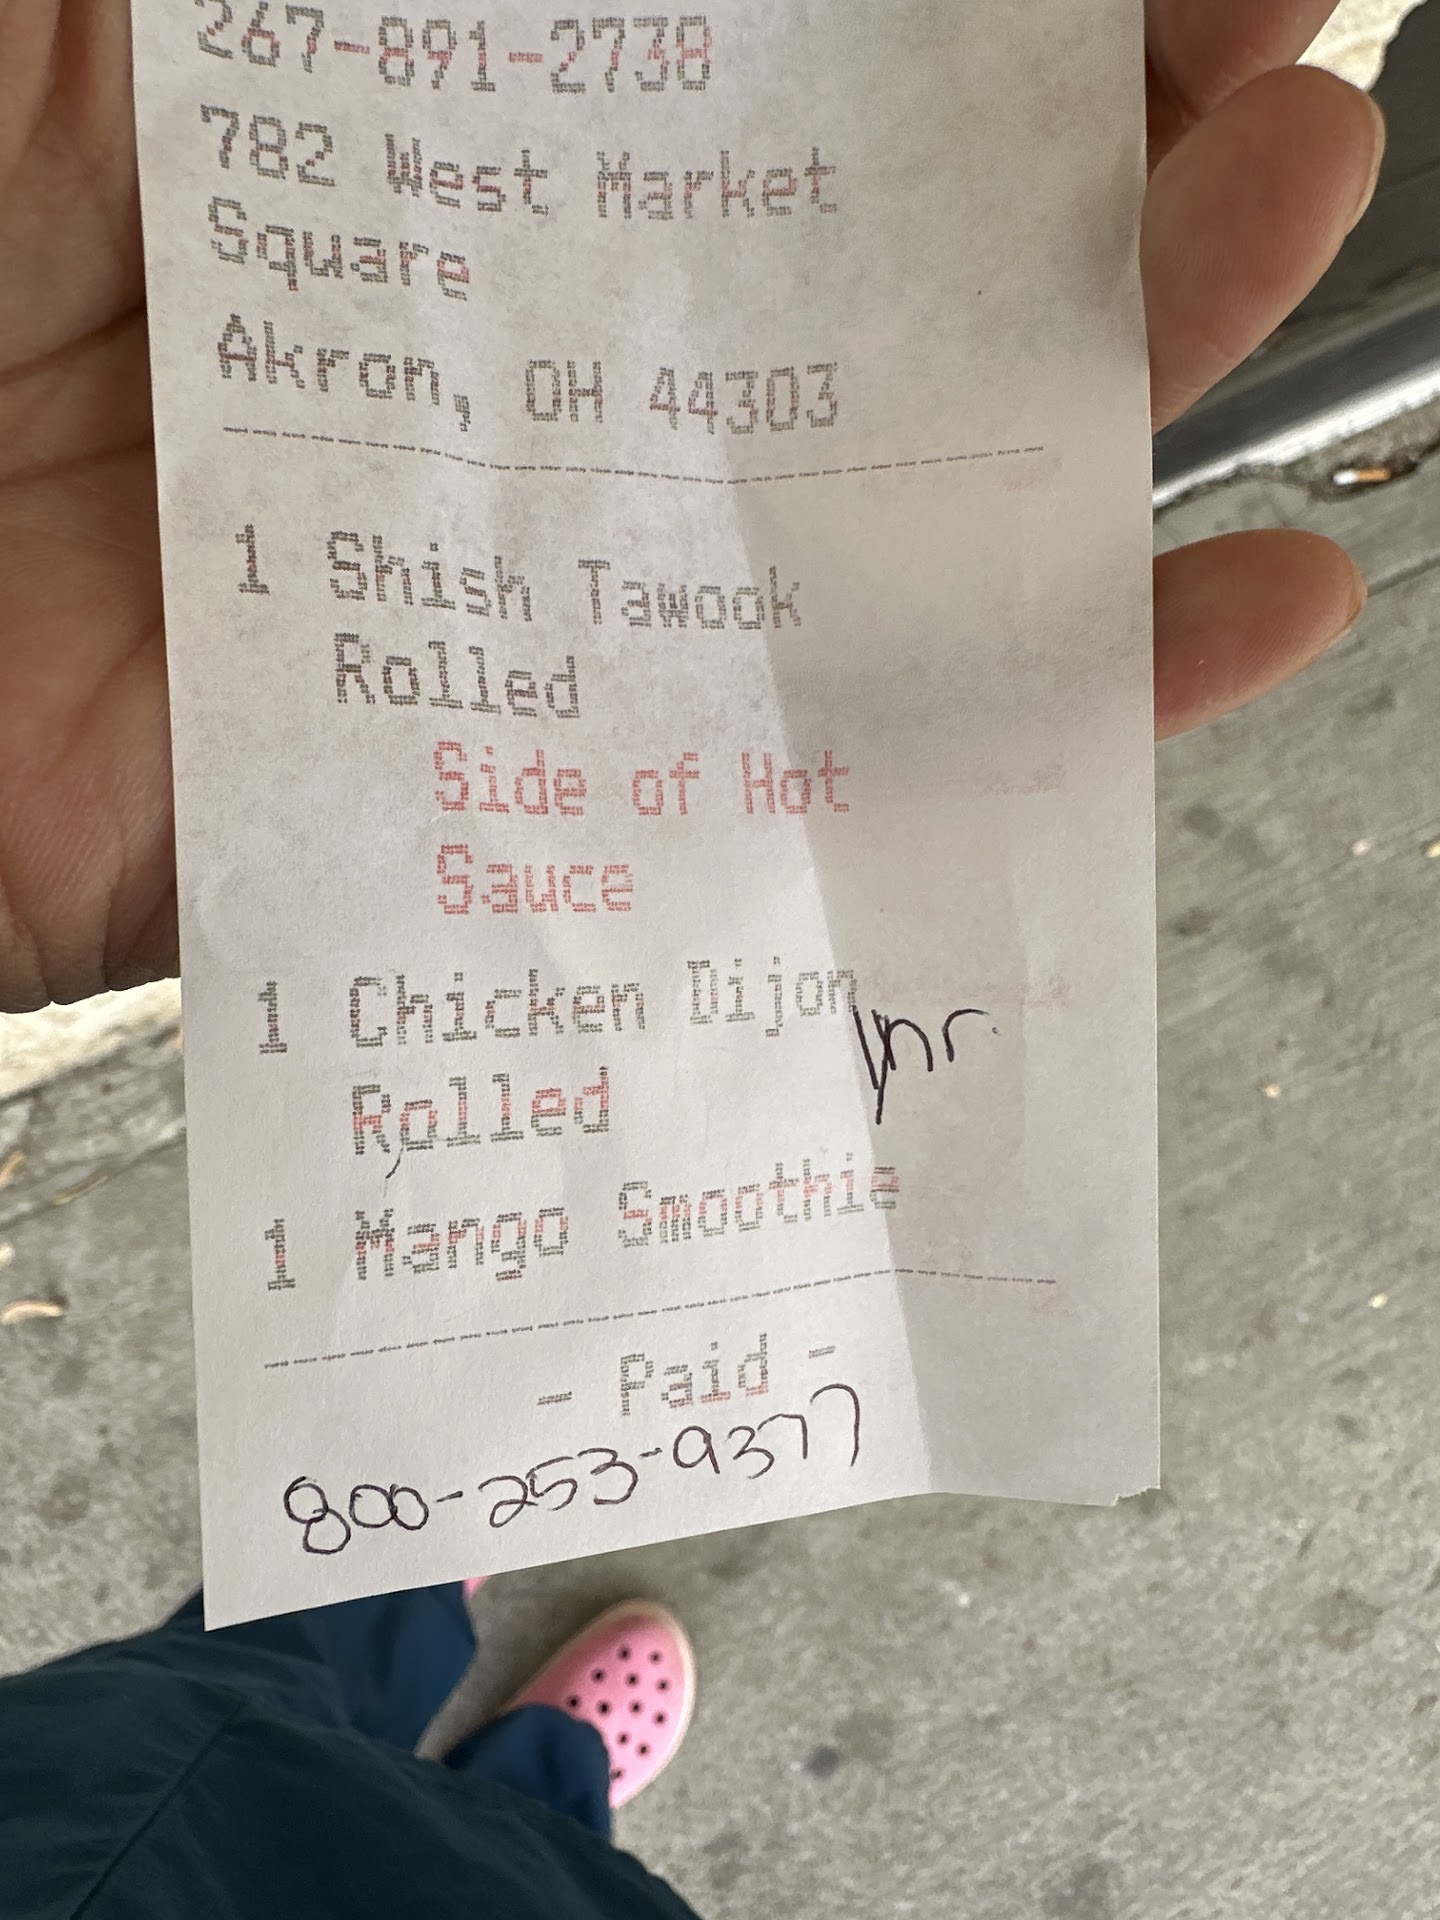 267-891-2738
782 West Market
Square
Akron, OH 44303
1 Shish Tawook
Rolled
Side of Hot
Sauce
1 Chicken Dijon
Rolled
1 Mango Smoothie
- Paid -
800-253-9377